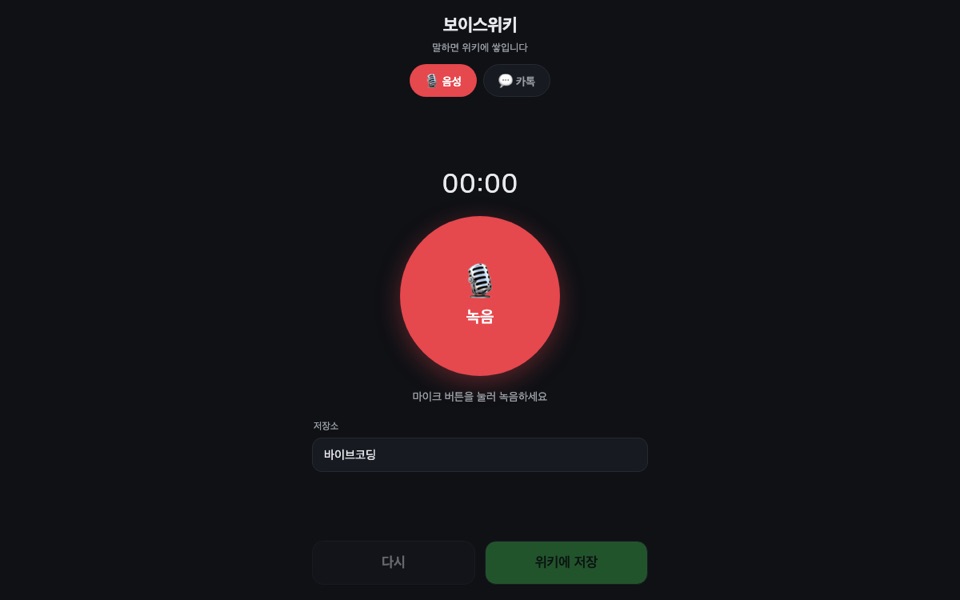 보이스위키
말하면 위키에 쌓입니다
음성
카톡
00:00
녹음
마이크 버튼을 눌러 녹음하세요
저장소
바이브코딩
다시
위키에 저장